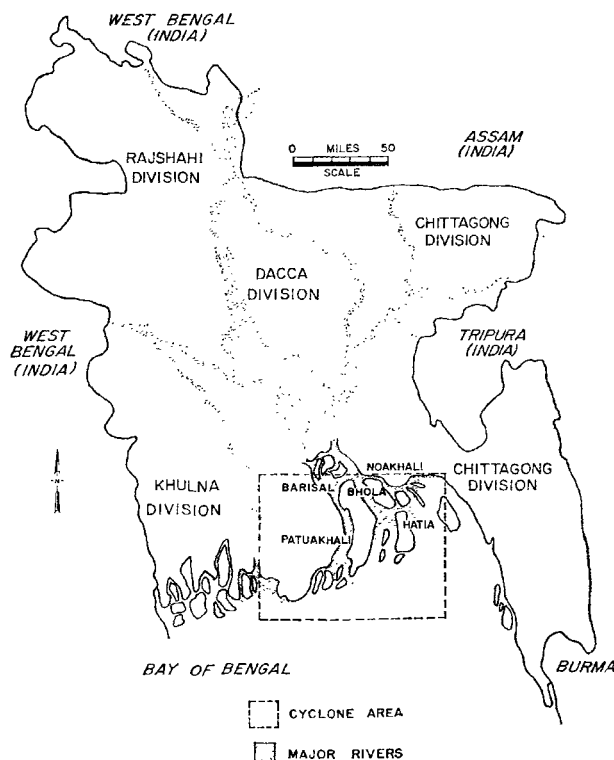 WEST BENGAL
(INDIA)
0 MILES 50
SCALE
ASSAM
(INDIA)
RAJSHAHI
DIVISION
CHITTAGONG
DIVISION
DACCA
DIVISION
WEST
BENGAL
(INDIA)
TRIPURA
(INDIA)
N
NOAKHALI
CHITTAGONG
DIVISION
KHULNA
DIVISION
BARISAL
BHOLA
HATIA
PATUAKHALI
BAY OF BENGAL
BURMA
CYCLONE AREA
MAJOR RIVERS